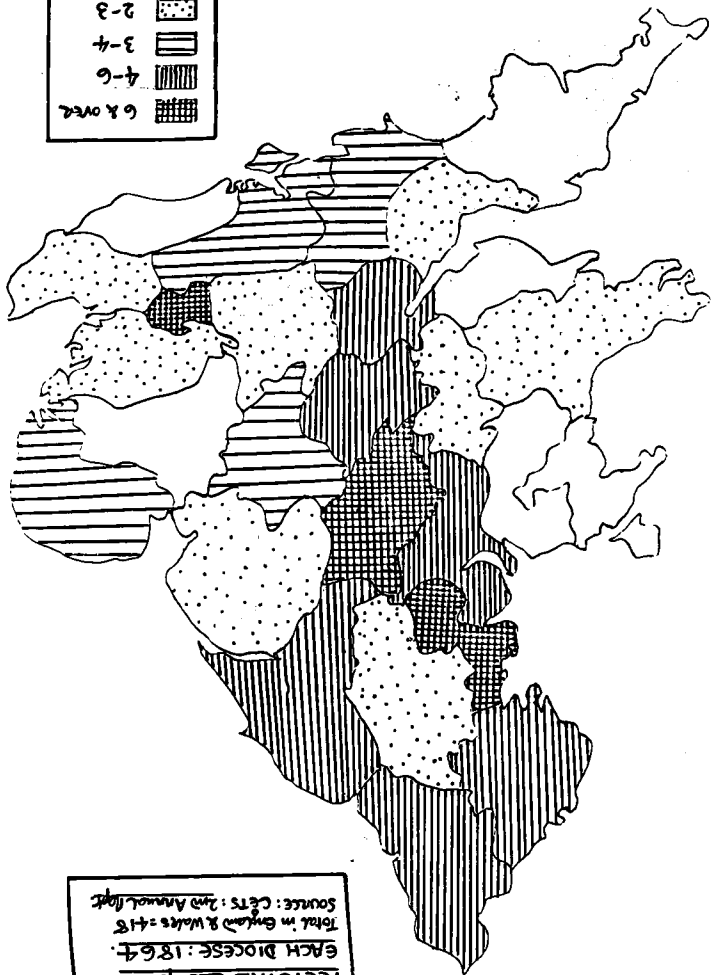 EACH DIOCESE: 1864.
Total in England & Wales = 418
SOURCE: CETS: 2nd Annual Rept
6 & OVER
4-6
3-4
2-3